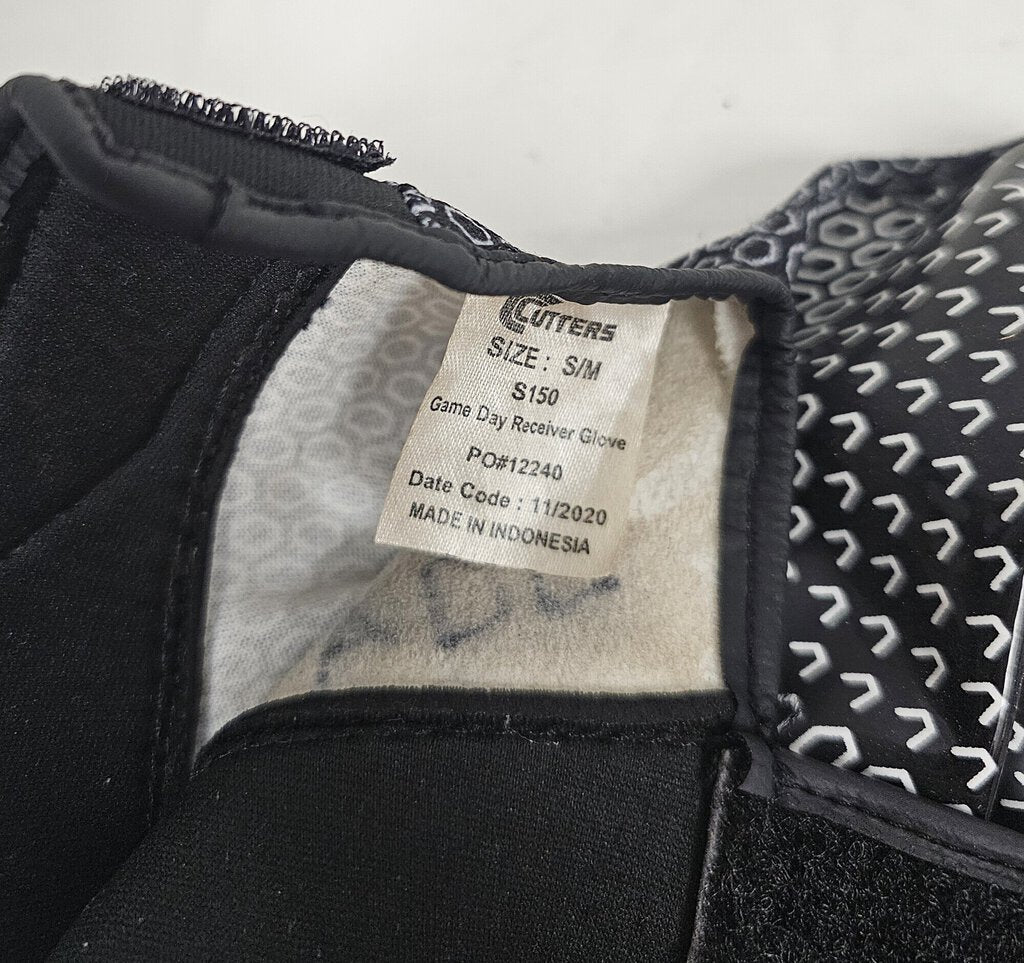 CUTTERS
SIZE: S/M
S150
Game Day Receiver Glove
PO#12240
Date Code : 11/2020
MADE IN INDONESIA